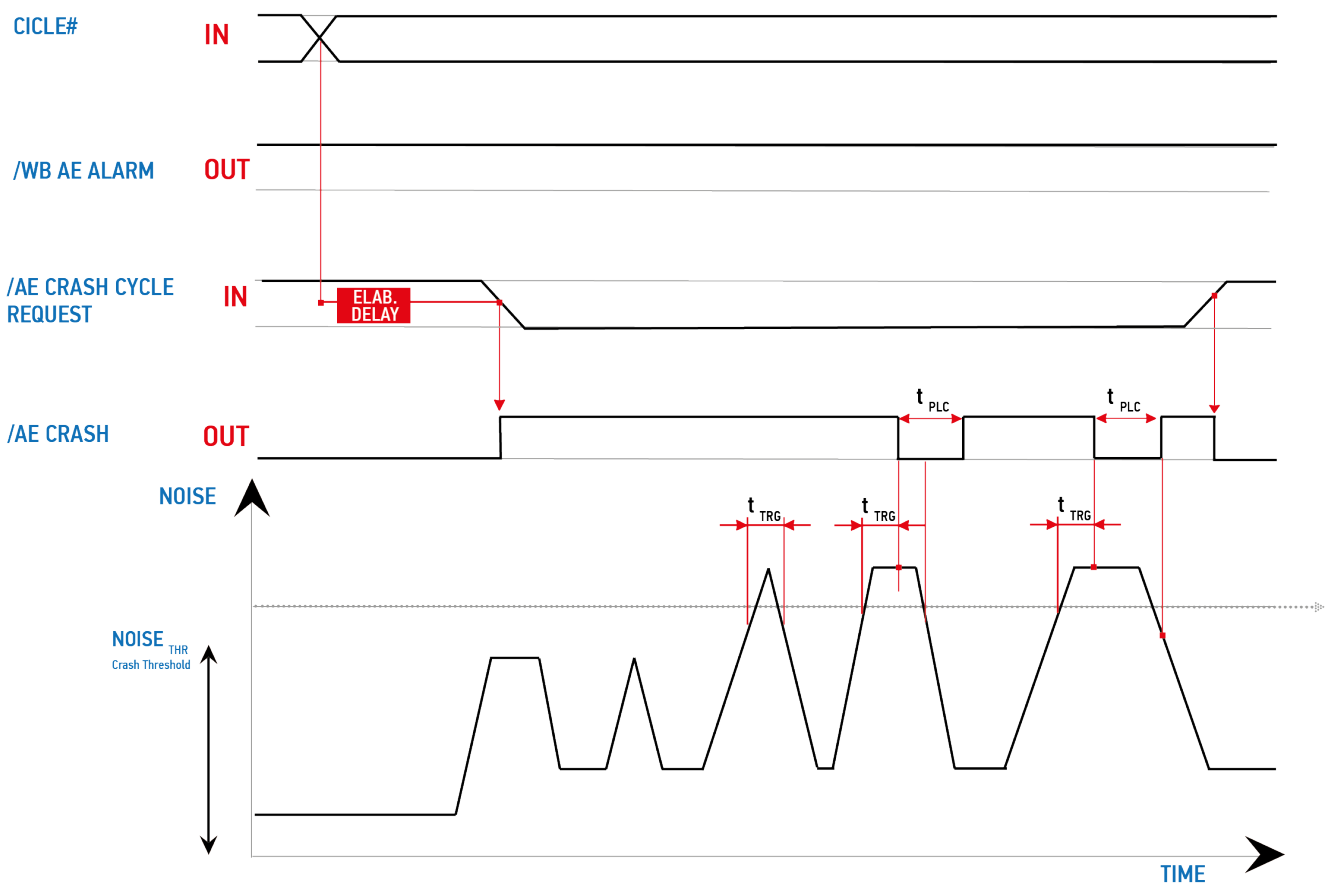 CICLE#
IN
/WB AE ALARM
OUT
/AE CRASH CYCLE
REQUEST
IN
ELAB.
DELAY
/AE CRASH
OUT
t PLC
t PLC
NOISE
t TRG
t TRG
t TRG
NOISE THR
Crash Threshold
TIME